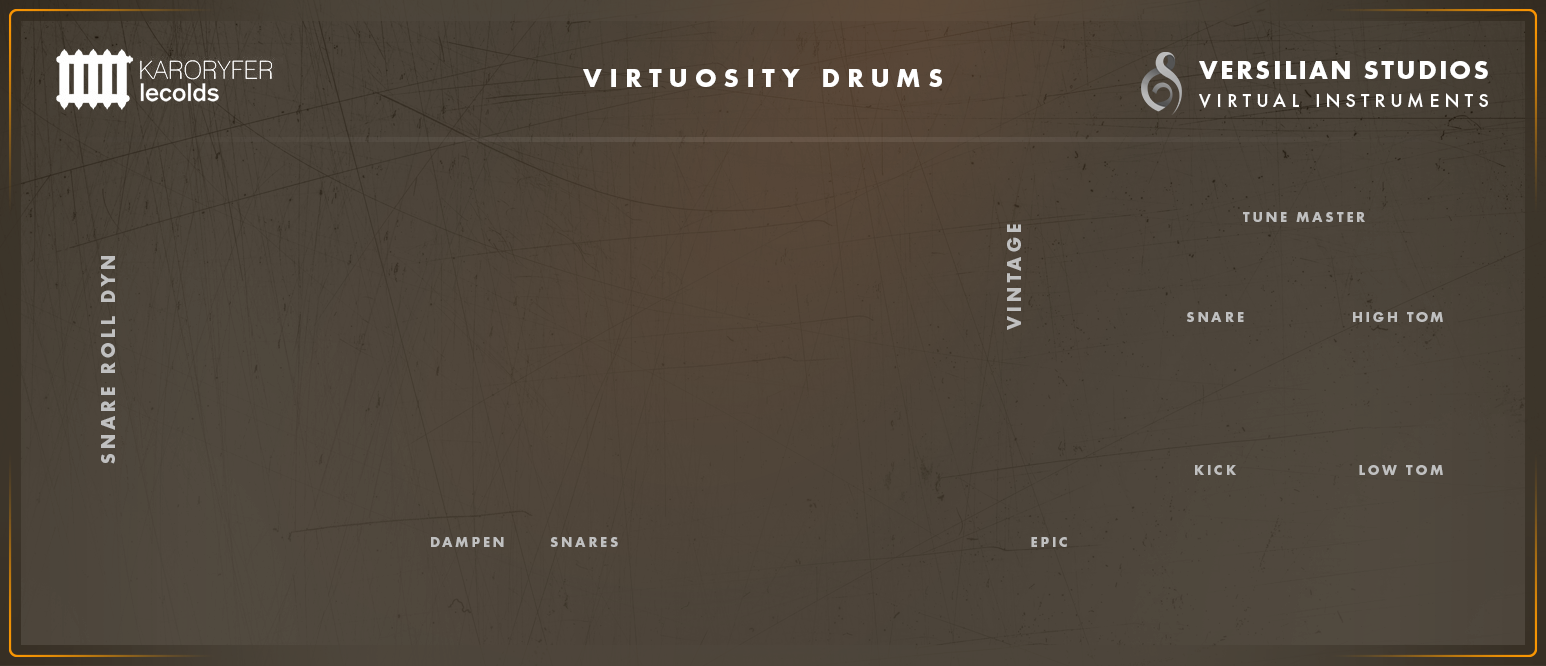 KARORYFER
lecolds
VIRTUOSITY DRUMS
VERSILIAN STUDIOS
VIRTUAL INSTRUMENTS
SNARE ROLL DYN
VINTAGE
TUNE MASTER
SNARE
HIGH TOM
KICK
LOW TOM
DAMPEN
SNARES
EPIC